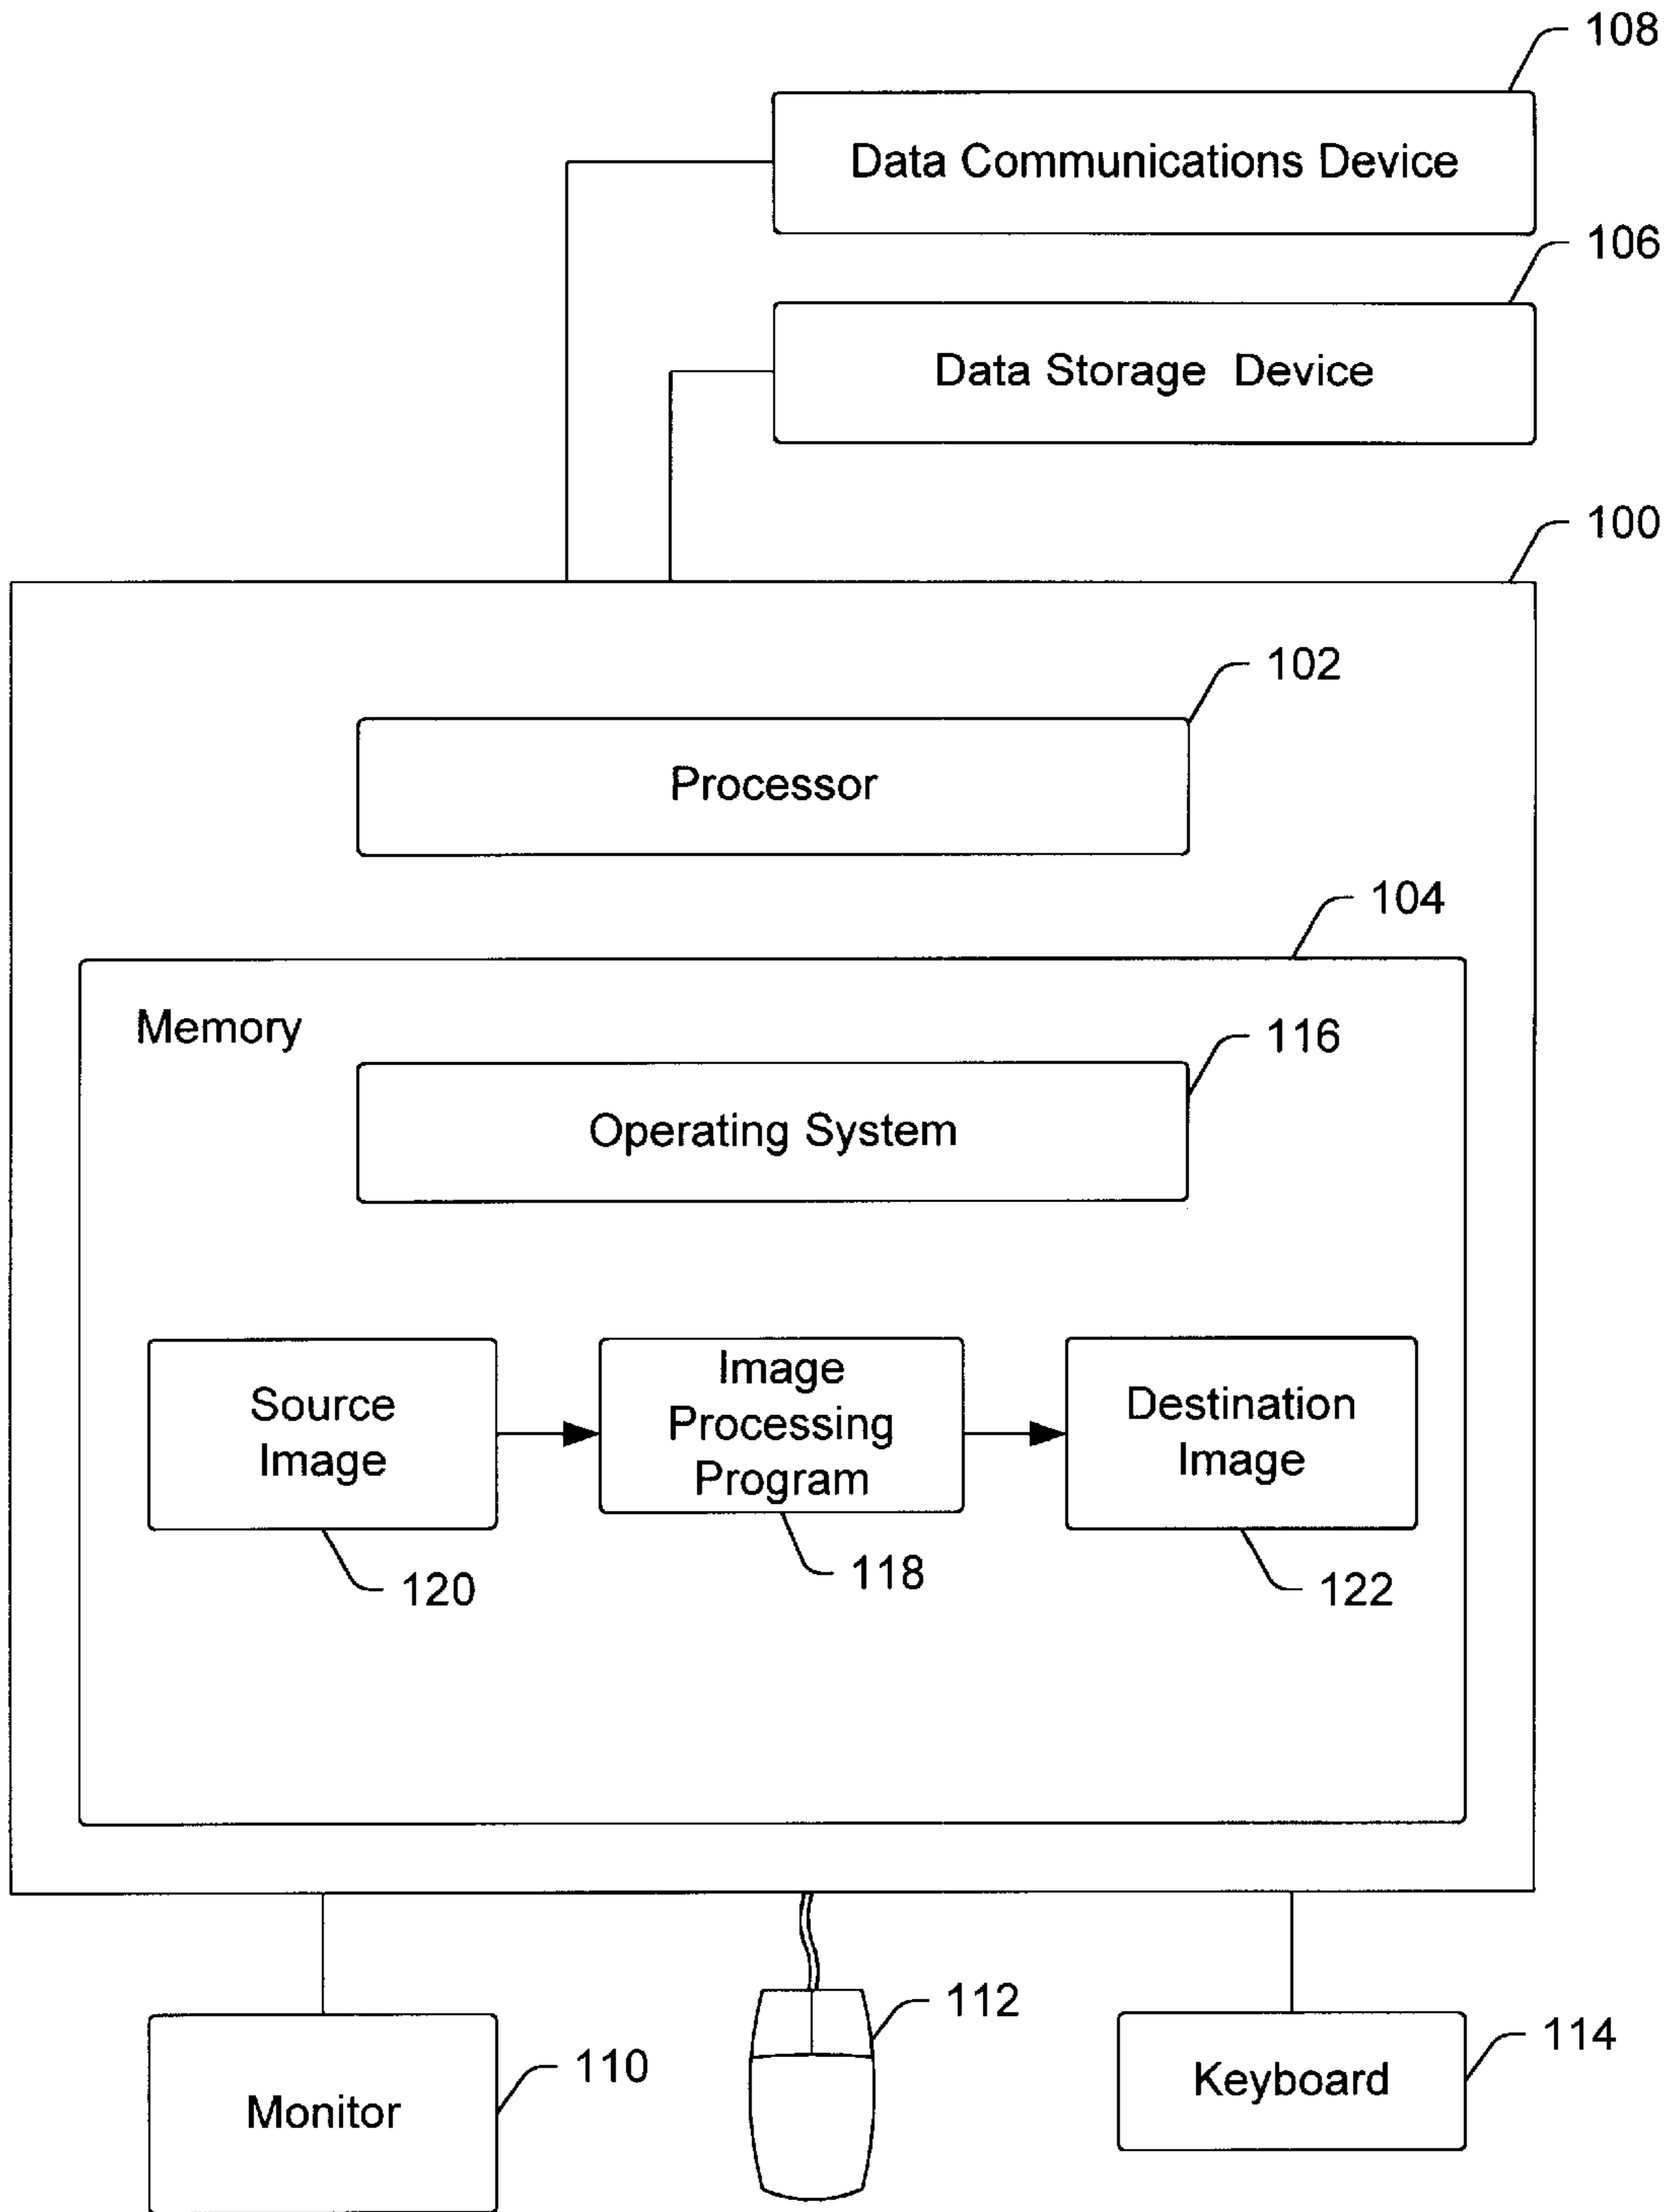 108
Data Communications Device
106
Data Storage Device
100
102
Processor
104
Memory
116
Operating System
Source
Image
Image
Processing
Program
Destination
Image
120
118
122
112
110
Monitor
114
Keyboard